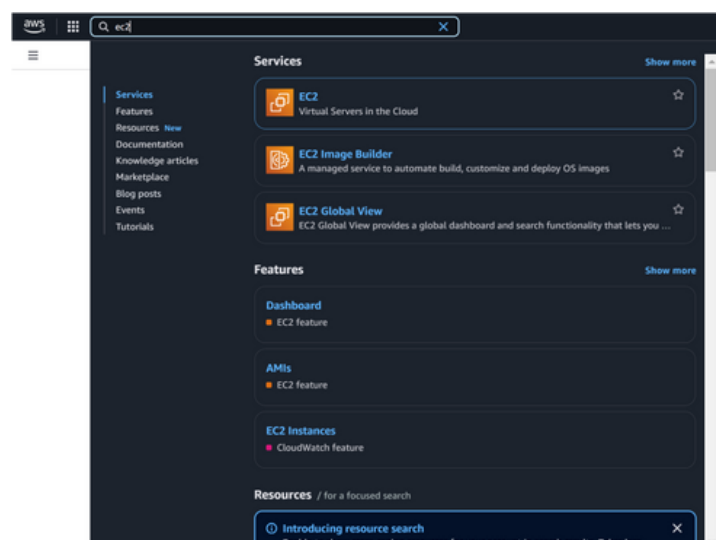 aws
ec2
Services
Features
Resources New
Documentation
Knowledge articles
Marketplace
Blog posts
Events
Tutorials
Services
Show more
EC2
Virtual Servers in the Cloud
EC2 Image Builder
A managed service to automate build, customize and deploy OS images
EC2 Global View
EC2 Global View provides a global dashboard and search functionality that lets you ...
Features
Show more
Dashboard
EC2 feature
AMIs
EC2 feature
EC2 Instances
CloudWatch feature
Resources / for a focused search
Introducing resource search